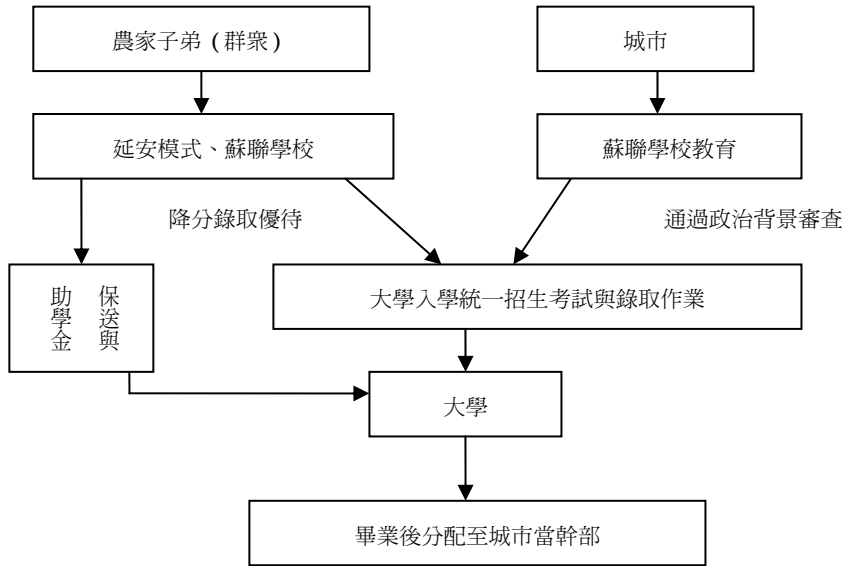 農家子弟 ( 群衆 )
城市
延安模式、蘇聯學校
蘇聯學校教育
降分錄取優待
通過政治背景審查
保送與
助學金
大學入學統一招生考試與錄取作業
大學
畢業後分配至城市當幹部